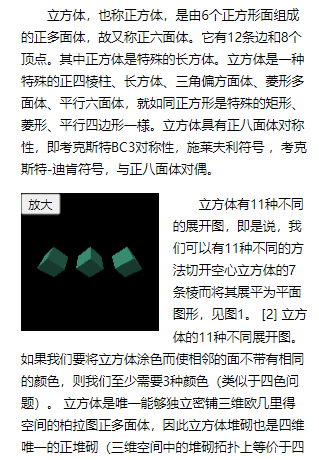 立方体，也称正方体，是由6个正方形面组成
的正多面体，故又称正六面体。它有12条边和8个
顶点。其中正方体是特殊的长方体。立方体是一种
特殊的正四棱柱、长方体、三角偏方面体、菱形多
面体、平行六面体，就如同正方形是特殊的矩形、
菱形、平行四边形一様。立方体具有正八面体对称
性，即考克斯特BC3对称性，施莱夫利符号 ，考克
斯特-迪肯符号，与正八面体对偶。
放大
立方体有11种不同
的展开图，即是说，我
们可以有11种不同的方
法切开空心立方体的7
条棱而将其展平为平面
图形，见图1。 [2] 立方
体的11种不同展开图。
如果我们要将立方体涂色而使相邻的面不带有相同
的颜色，则我们至少需要3种颜色（类似于四色问
题）。 立方体是唯一能够独立密铺三维欧几里得
空间的柏拉图正多面体，因此立方体堆砌也是四维
唯一的正堆砌（三维空间中的堆砌拓扑上等价于四